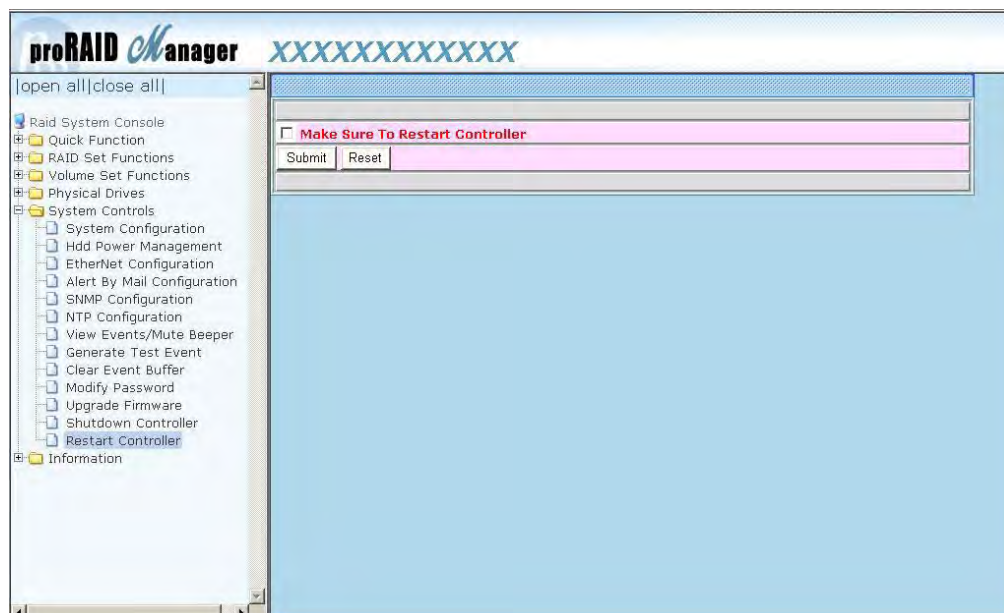 proRAID Manager XXXXXXXXXXXX
|open all|close all|
Raid System Console
Quick Function
RAID Set Functions
Volume Set Functions
Physical Drives
System Controls
System Configuration
Hdd Power Management
EtherNet Configuration
Alert By Mail Configuration
SNMP Configuration
NTP Configuration
View Events/Mute Beeper
Generate Test Event
Clear Event Buffer
Modify Password
Upgrade Firmware
Shutdown Controller
Restart Controller
Information
Make Sure To Restart Controller
Submit Reset